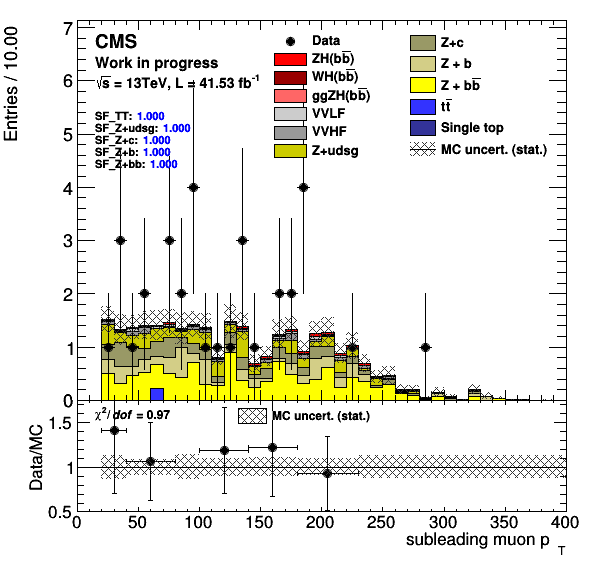 CMS
Work in progress
√s = 13TeV, L = 41.53 fb⁻¹
SF_TT: 1.000
SF_Z+udsg: 1.000
SF_Z+c: 1.000
SF_Z+b: 1.000
SF_Z+bb: 1.000
Data
ZH(bb̅)
WH(bb̅)
ggZH(bb̅)
VVLF
VVHF
Z+udsg
Z+c
Z + b
Z + bb̅
tt̅
Single top
MC uncert. (stat.)
Entries / 10.00
7
6
5
4
3
2
1
0
χ²/dof = 0.97
MC uncert. (stat.)
Data/MC
1.5
1
0.5
0 50 100 150 200 250 300 350 400
subleading muon p_T